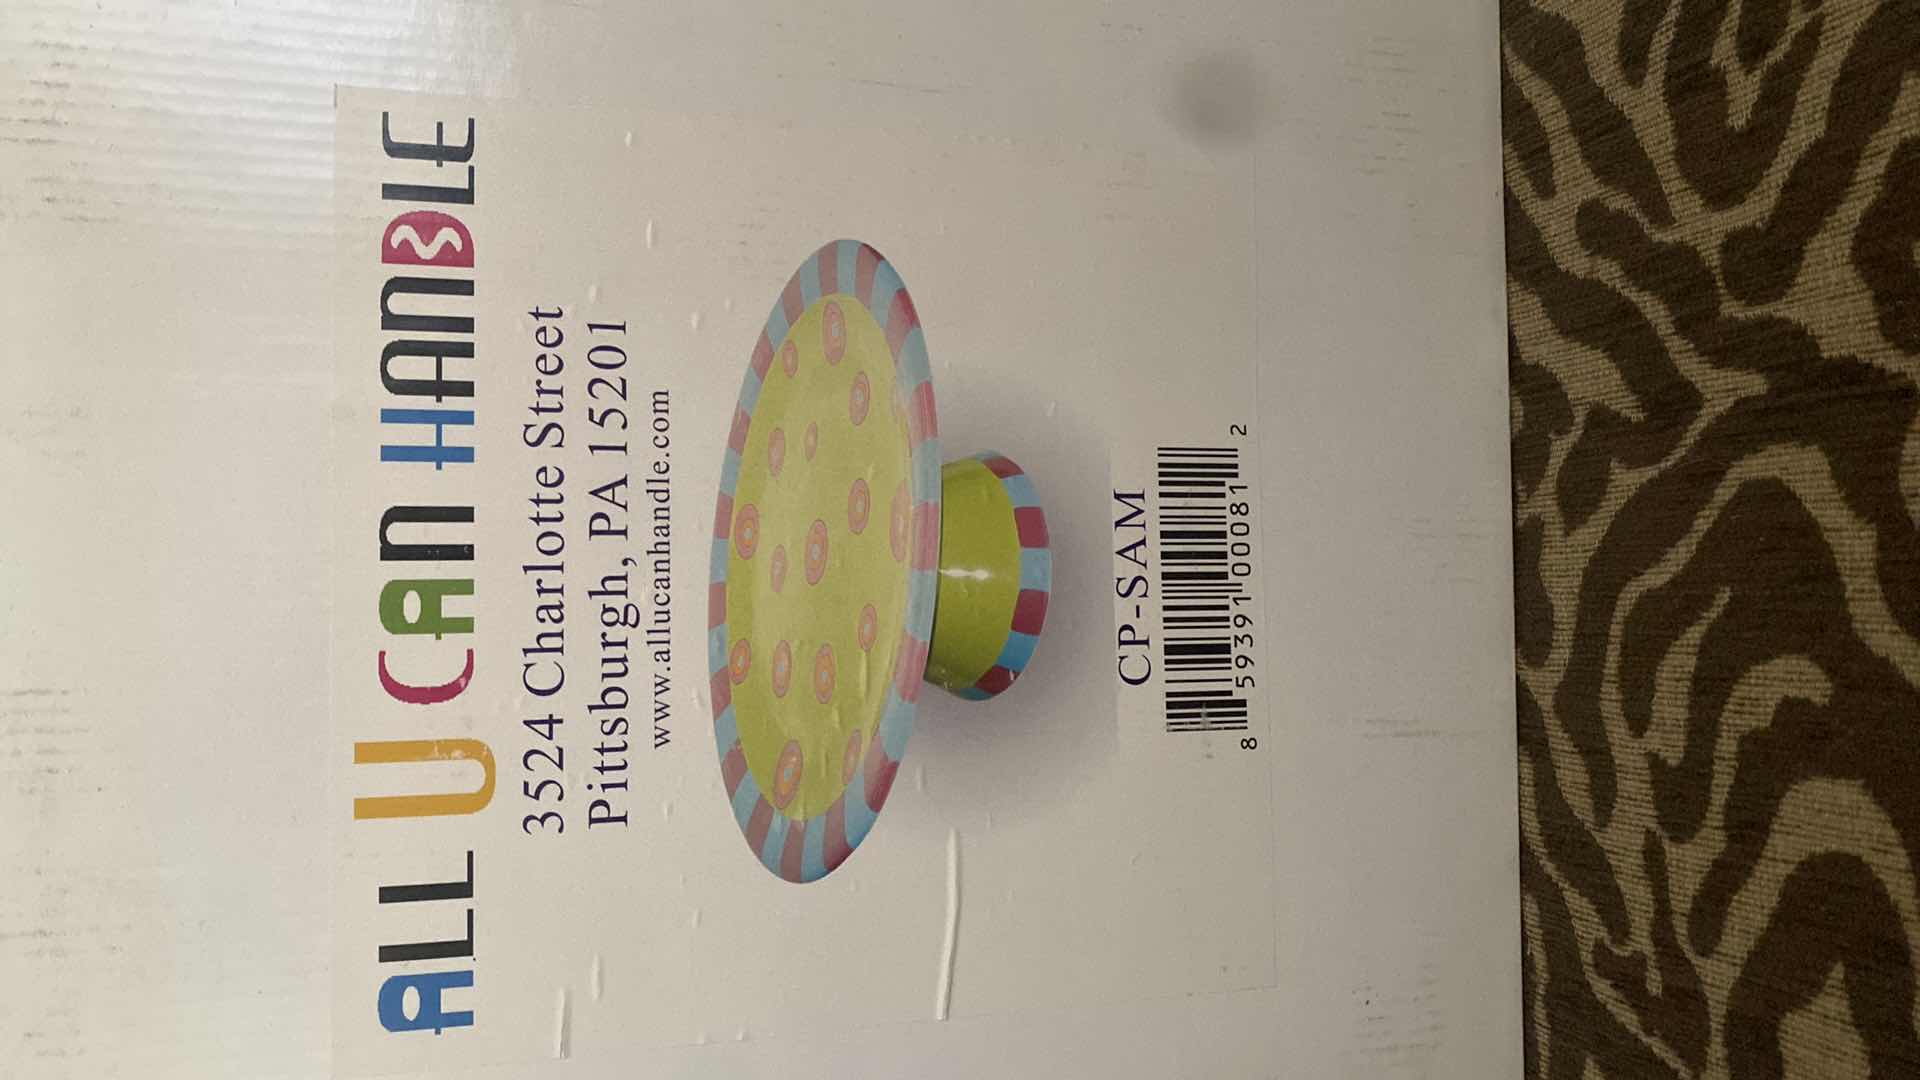 ALL U CAN HANDLE
3524 Charlotte Street
Pittsburgh, PA 15201
www.allucanhandle.com
CP-SAM
8 59391 00081 2